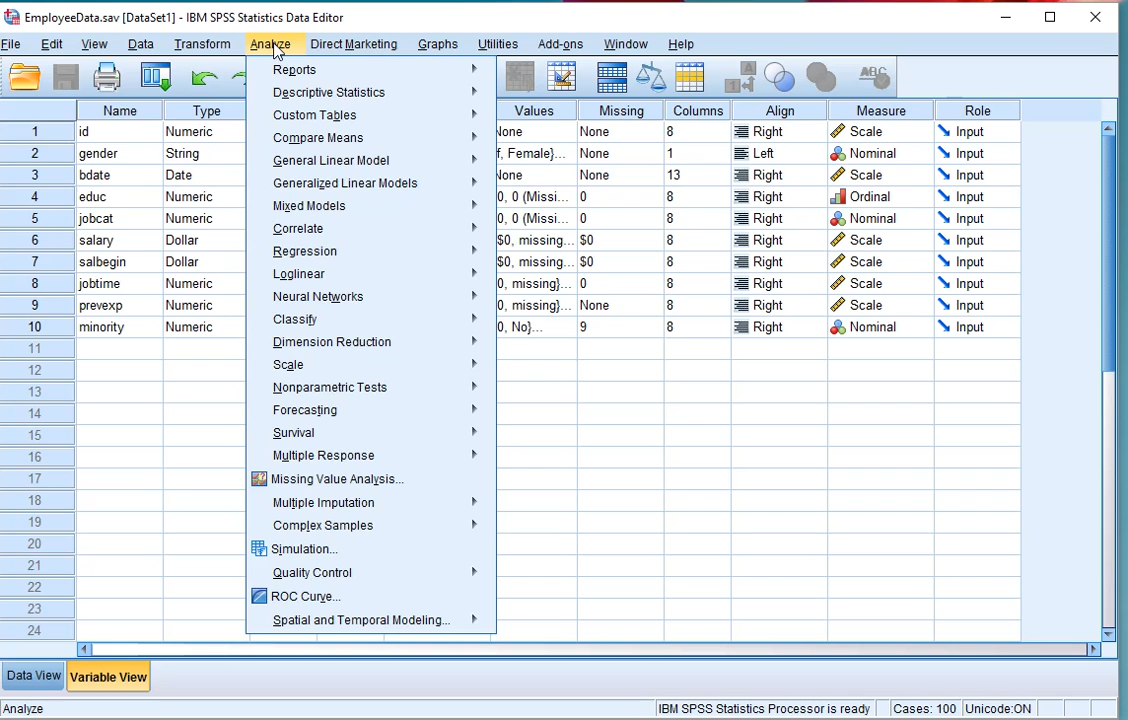 EmployeeData.sav [DataSet1] - IBM SPSS Statistics Data Editor
File Edit View Data Transform Analyze Direct Marketing Graphs Utilities Add-ons Window Help
ABC
Name Type Values Missing Columns Align Measure Role
1 id Numeric None None 8 Right Scale Input
2 gender String {f, Female}... None 1 Left Nominal Input
3 bdate Date None None 13 Right Scale Input
4 educ Numeric 0, 0 (Missi... 0 8 Right Ordinal Input
5 jobcat Numeric 0, 0 (Missi... 0 8 Right Nominal Input
6 salary Dollar $0, missing... $0 8 Right Scale Input
7 salbegin Dollar $0, missing... $0 8 Right Scale Input
8 jobtime Numeric 0, missing}... 0 8 Right Scale Input
9 prevexp Numeric 0, missing}... None 8 Right Scale Input
10 minority Numeric 0, No}... 9 8 Right Nominal Input
11
12
13
14
15
16
17
18
19
20
21
22
23
24
Reports
Descriptive Statistics
Custom Tables
Compare Means
General Linear Model
Generalized Linear Models
Mixed Models
Correlate
Regression
Loglinear
Neural Networks
Classify
Dimension Reduction
Scale
Nonparametric Tests
Forecasting
Survival
Multiple Response
Missing Value Analysis...
Multiple Imputation
Complex Samples
Simulation...
Quality Control
ROC Curve...
Spatial and Temporal Modeling...
Data View Variable View
Analyze IBM SPSS Statistics Processor is ready Cases: 100 Unicode:ON